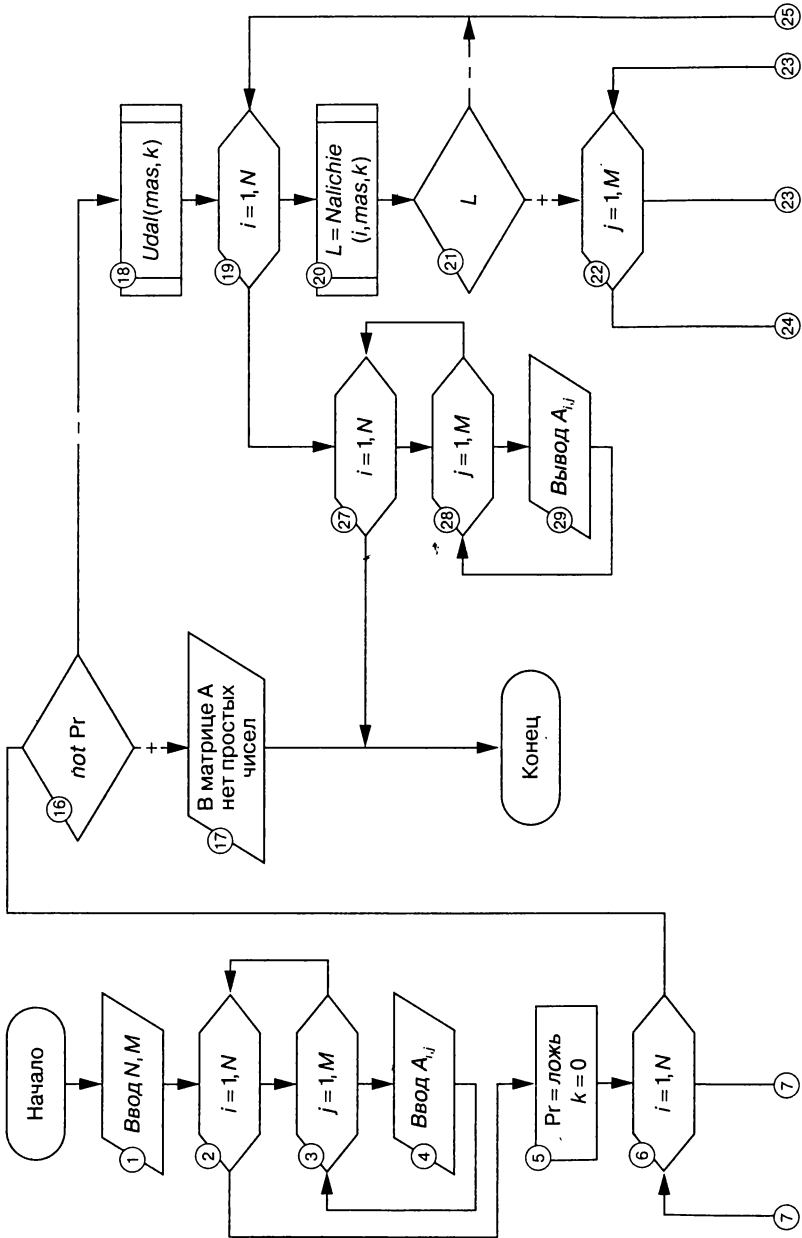 Начало
1
Ввод N, M
2
i = 1, N
3
j = 1, M
4
Ввод A i,j
5
Pr = ложь
k = 0
6
i = 1, N
7
7
16
not Pr
+
–
17
В матрице А
нет простых
чисел
Конец
18
Udal(mas, k)
19
i = 1, N
20
L = Nalichie
(i, mas, k)
21
L
–
+
22
j = 1, M
27
i = 1, N
28
j = 1, M
29
Вывод A i,j
24
23
23
25